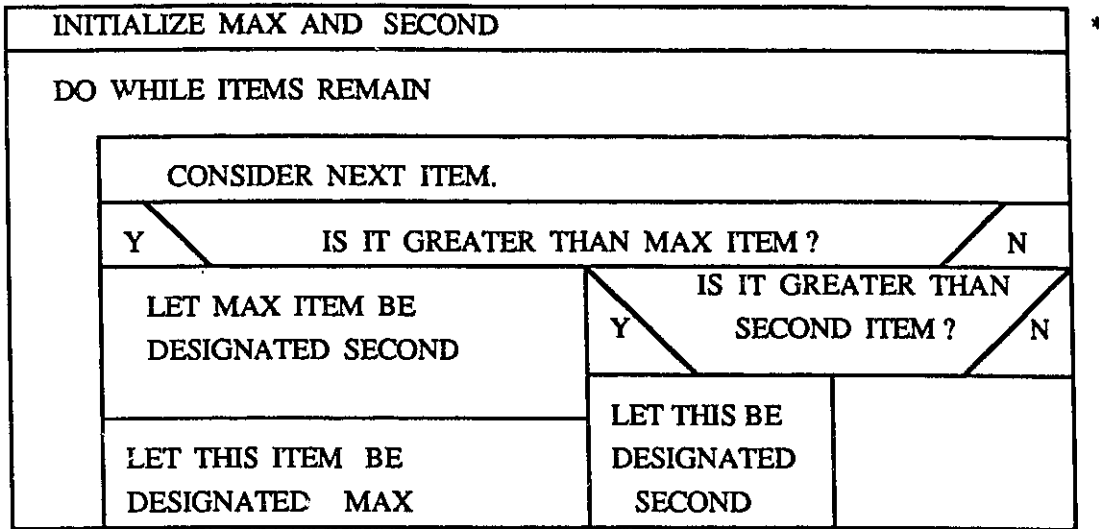 INITIALIZE MAX AND SECOND
*
DO WHILE ITEMS REMAIN
CONSIDER NEXT ITEM.
Y IS IT GREATER THAN MAX ITEM ? N
LET MAX ITEM BE
DESIGNATED SECOND
IS IT GREATER THAN
Y SECOND ITEM ? N
LET THIS ITEM BE
DESIGNATED MAX
LET THIS BE
DESIGNATED
SECOND